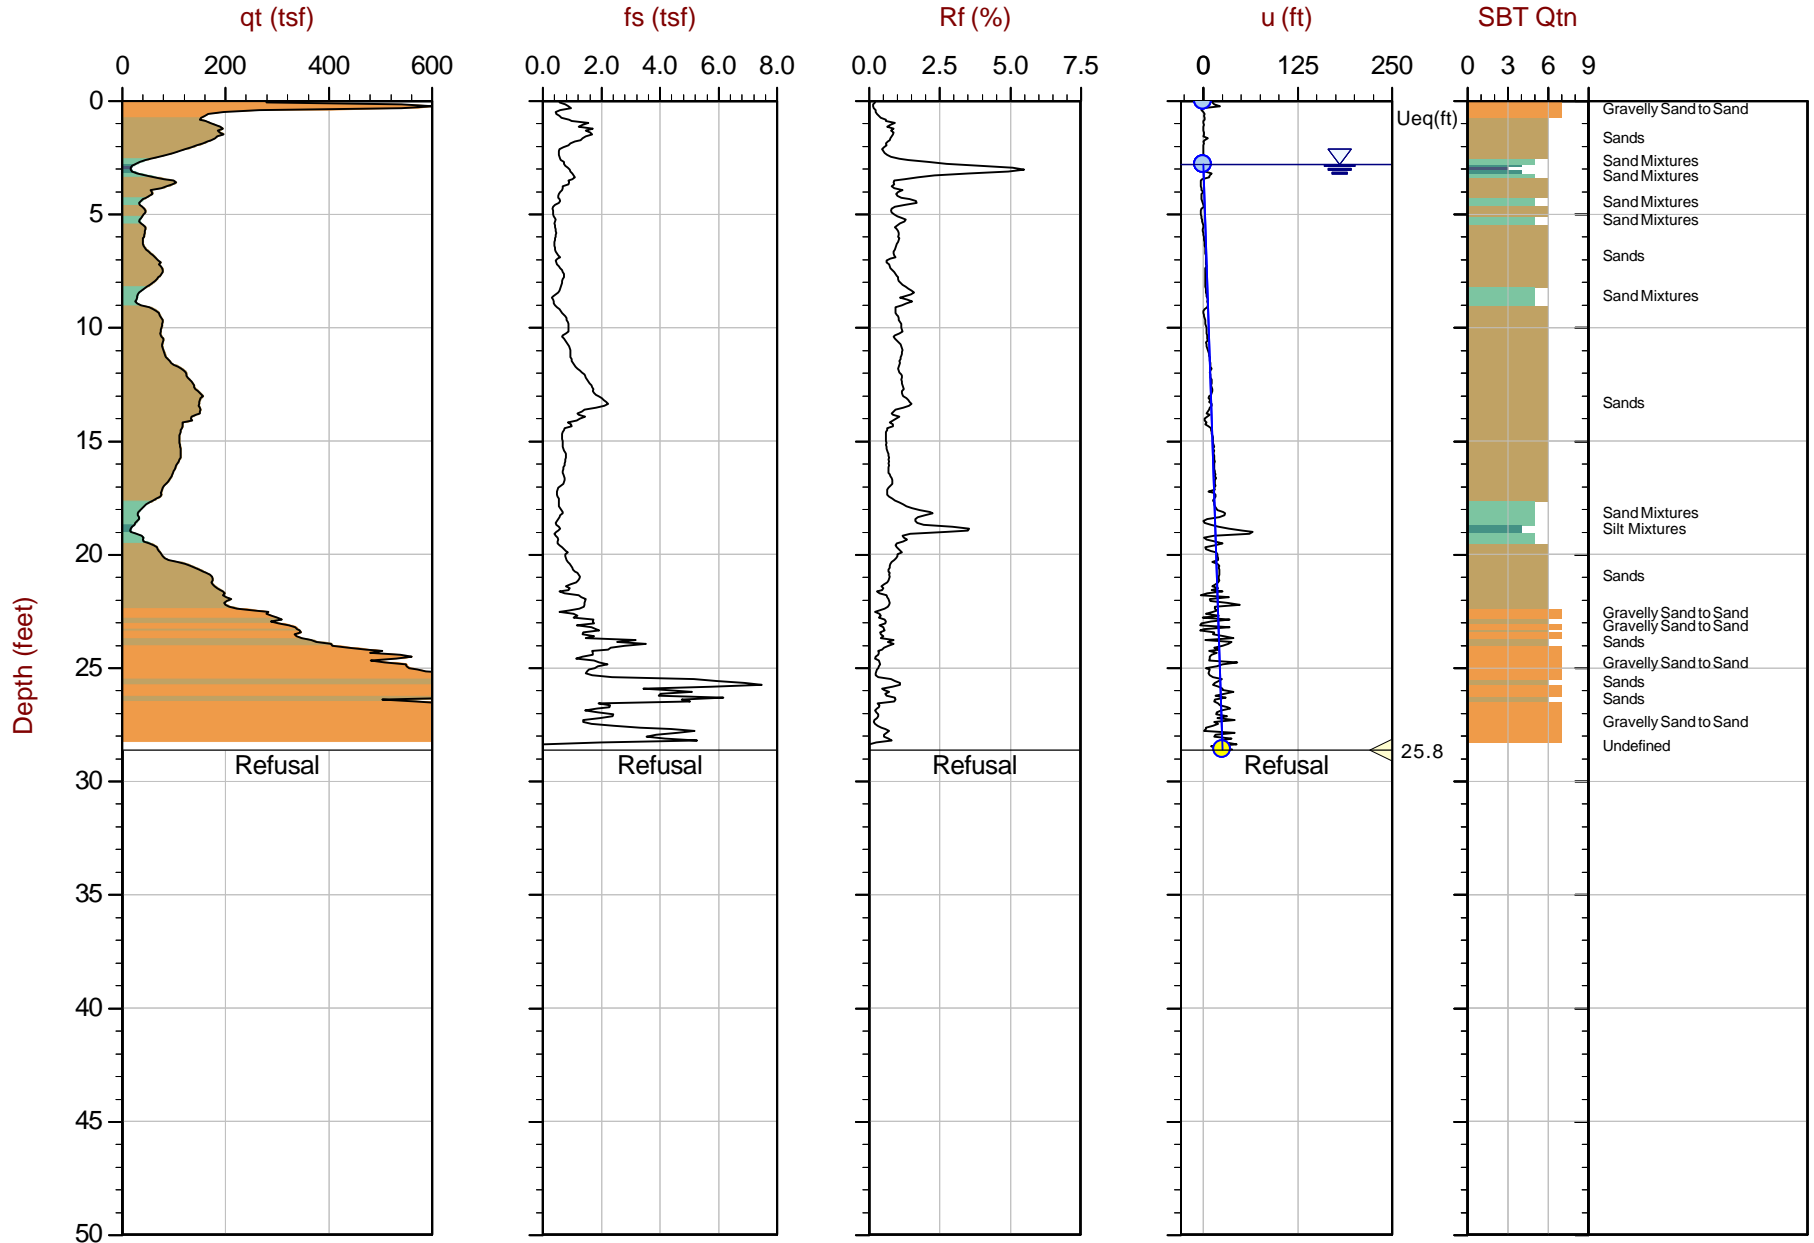 qt (tsf) fs (tsf) Rf (%) u (ft) SBT Qtn
0 200 400 600 0.0 2.0 4.0 6.0 8.0 0.0 2.5 5.0 7.5 0 125 250 0 3 6 9
0
Gravelly Sand to Sand
Ueq(ft)
Sands
Sand Mixtures
Sand Mixtures
Sand Mixtures
5
Sand Mixtures
Sands
Sand Mixtures
10
Sands
15
Sand Mixtures
Silt Mixtures
20
Sands
Gravelly Sand to Sand
Gravelly Sand to Sand
Sands
Gravelly Sand to Sand
25
Sands
Sands
Gravelly Sand to Sand
Undefined
25.8
Refusal Refusal Refusal Refusal
Depth (feet)
30
35
40
45
50